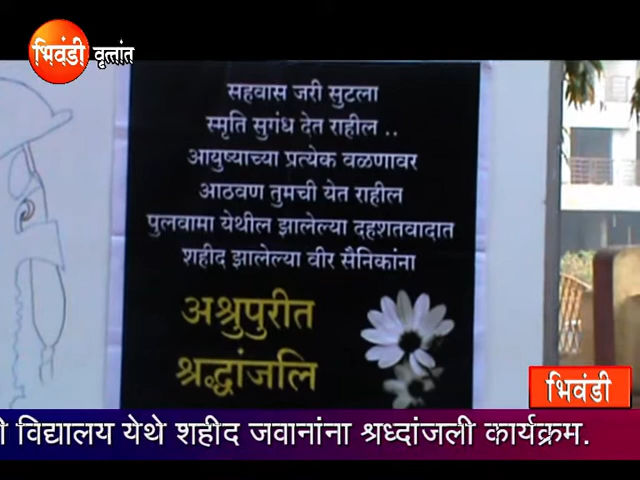 भिवंडी वृत्तांत
सहवास जरी सुटला
स्मृति सुगंध देत राहील ..
आयुष्याच्या प्रत्येक वळणावर
आठवण तुमची येत राहील
पुलवामा येथील झालेल्या दहशतवादात
शहीद झालेल्या वीर सैनिकांना
अश्रुपुरीत
श्रद्धांजलि
भिवंडी
विद्यालय येथे शहीद जवानांना श्रध्दांजली कार्यक्रम.